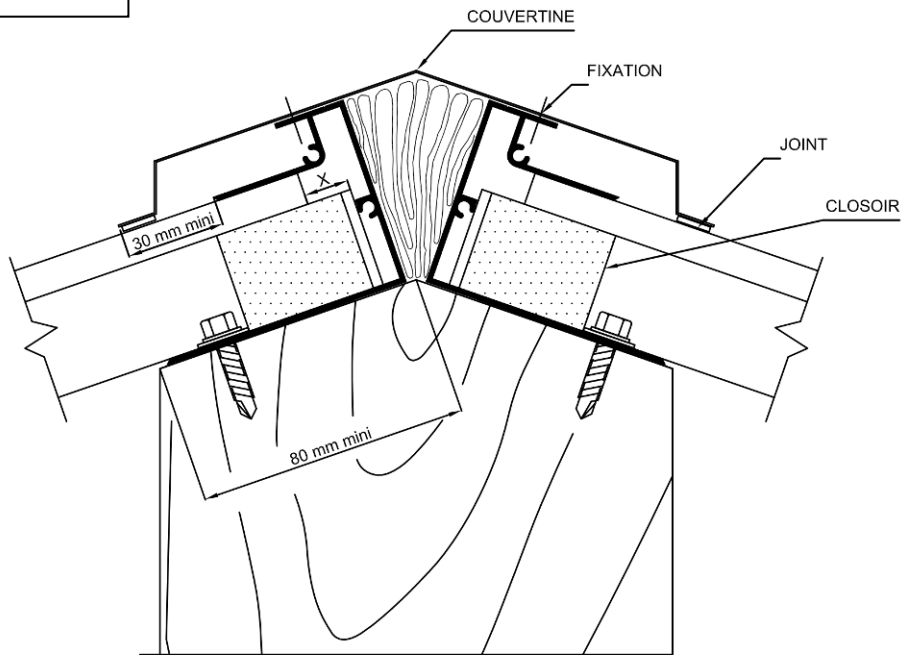 COUVERTINE
FIXATION
JOINT
X
CLOSOIR
30 mm mini
80 mm mini